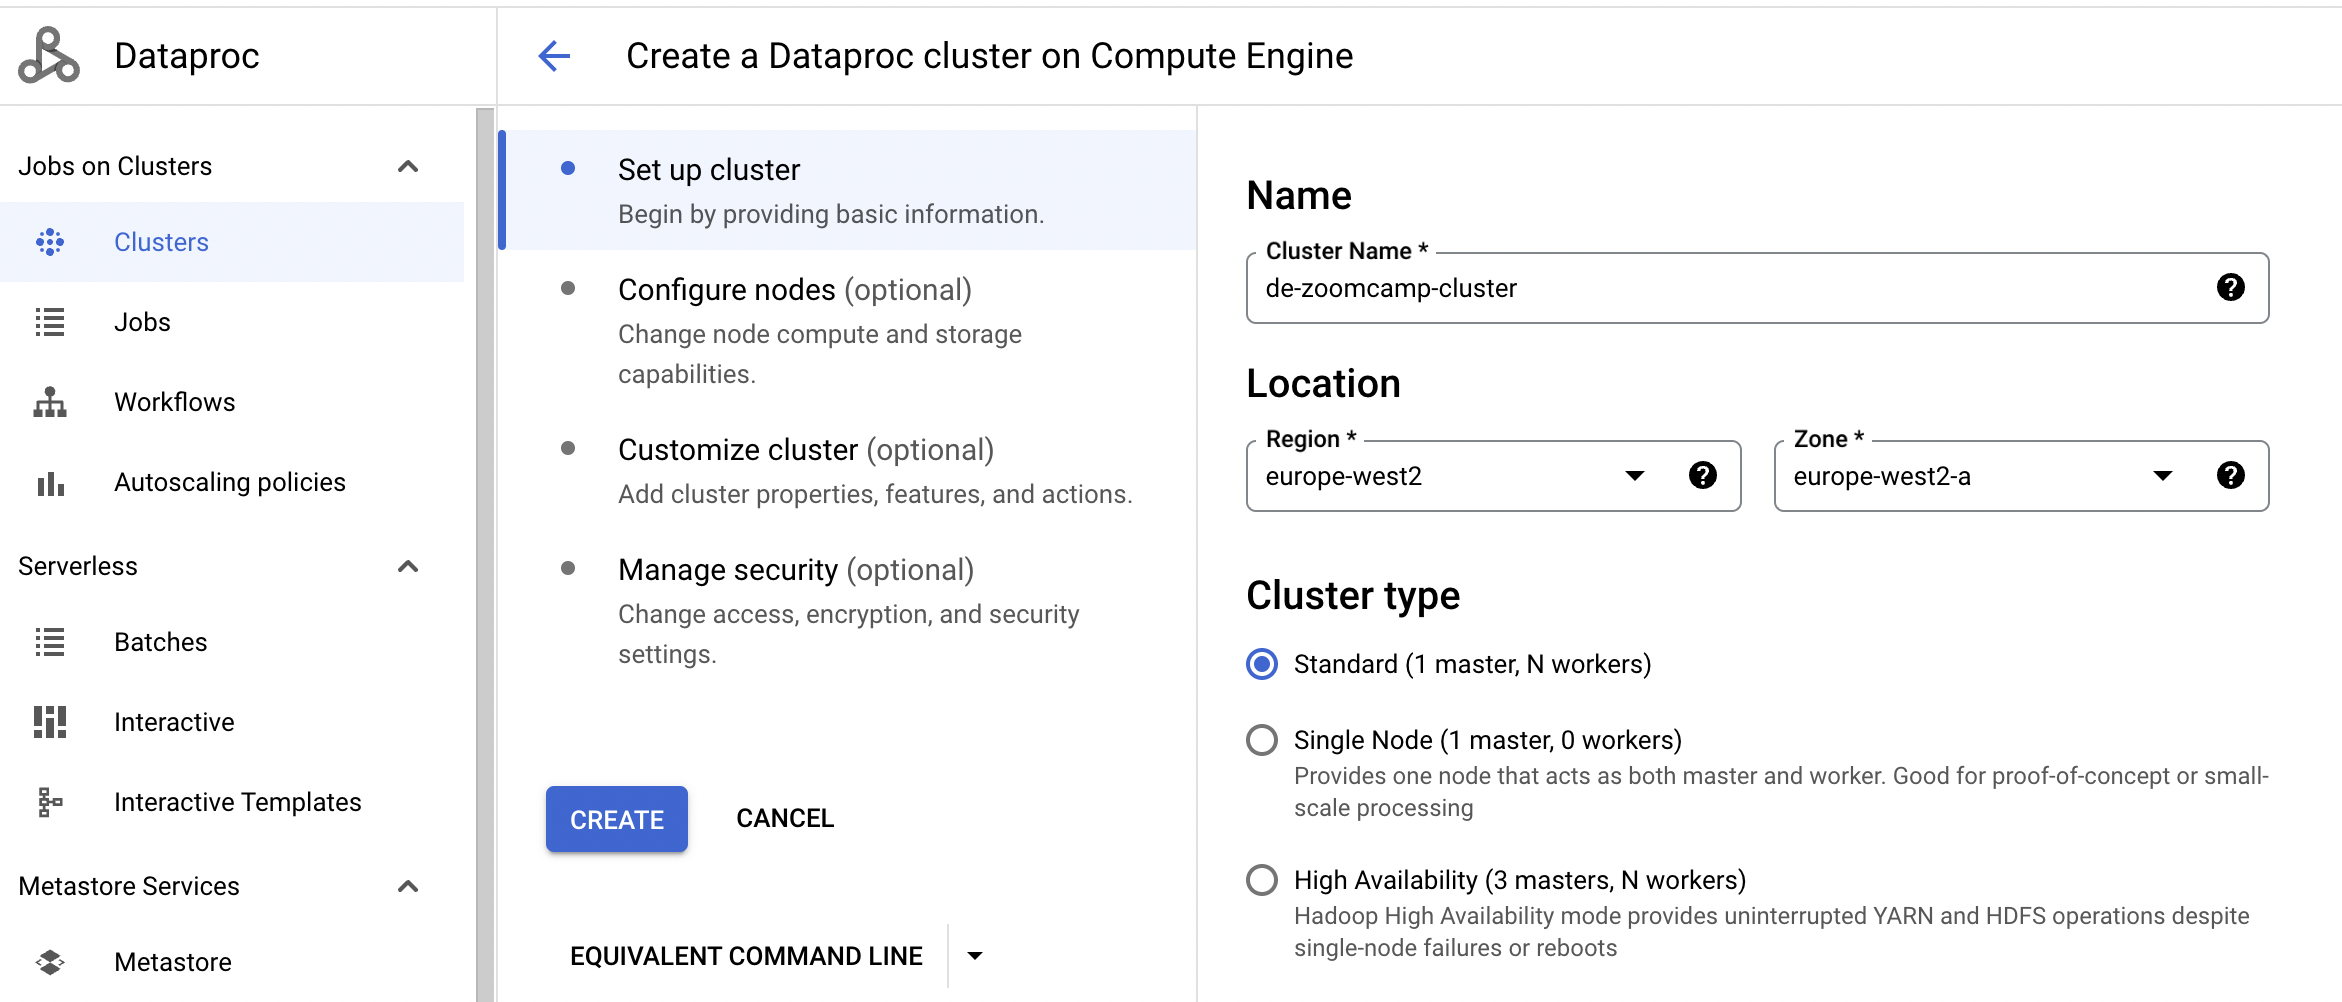 Dataproc
Create a Dataproc cluster on Compute Engine
Jobs on Clusters
Clusters
Jobs
Workflows
Autoscaling policies
Serverless
Batches
Interactive
Interactive Templates
Metastore Services
Metastore
Set up cluster
Begin by providing basic information.
Configure nodes (optional)
Change node compute and storage
capabilities.
Customize cluster (optional)
Add cluster properties, features, and actions.
Manage security (optional)
Change access, encryption, and security
settings.
CREATE CANCEL
EQUIVALENT COMMAND LINE
Name
Cluster Name *
de-zoomcamp-cluster
Location
Region *
europe-west2
Zone *
europe-west2-a
Cluster type
Standard (1 master, N workers)
Single Node (1 master, 0 workers)
Provides one node that acts as both master and worker. Good for proof-of-concept or small-
scale processing
High Availability (3 masters, N workers)
Hadoop High Availability mode provides uninterrupted YARN and HDFS operations despite
single-node failures or reboots